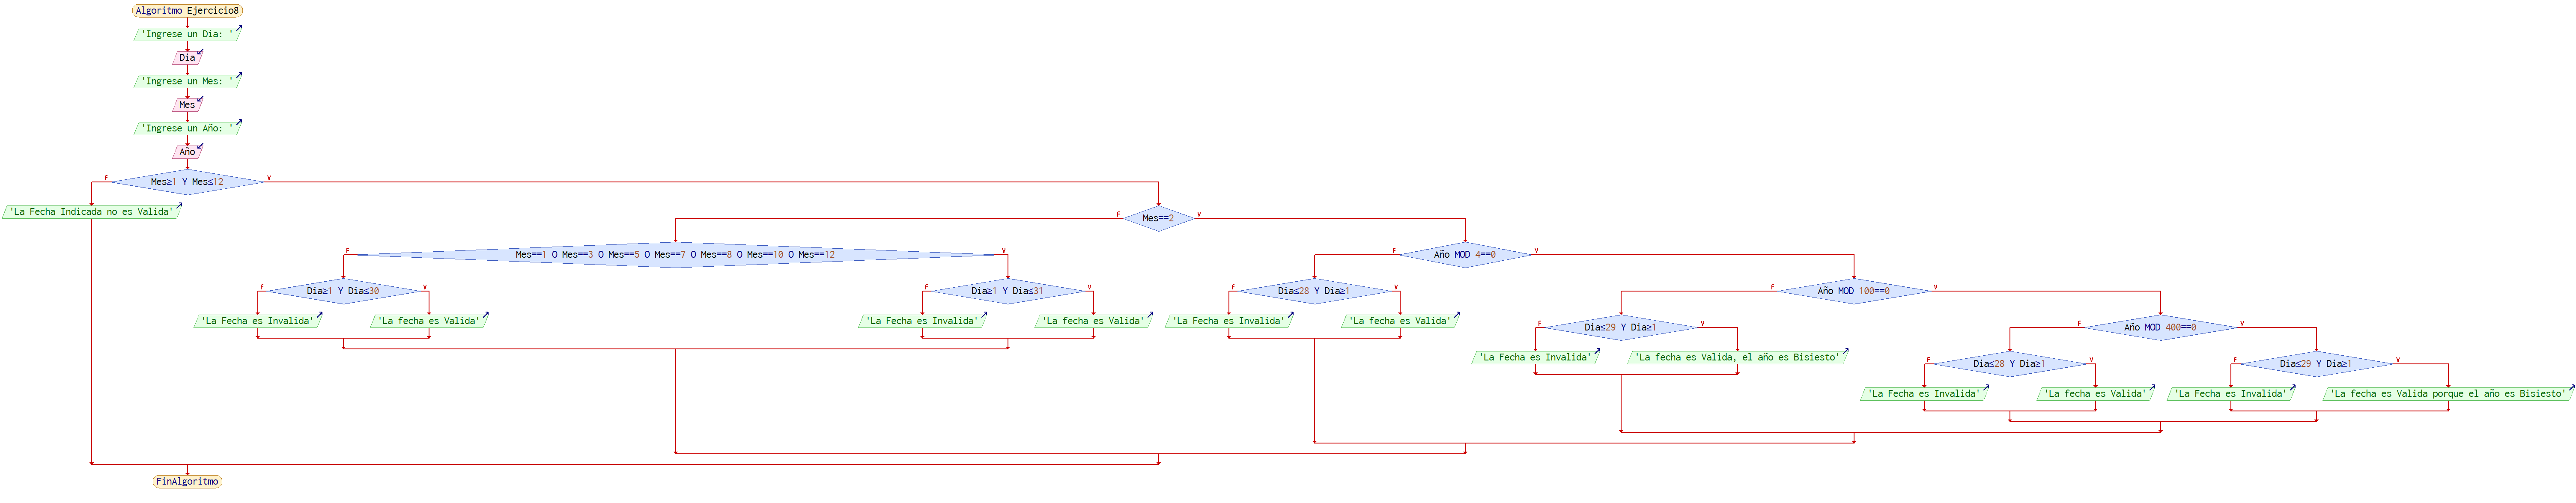 Algoritmo Ejercicio8
'Ingrese un Dia: '
Dia
'Ingrese un Mes: '
Mes
'Ingrese un Año: '
Año
F
Mes≥1 Y Mes≤12
V
'La Fecha Indicada no es Valida'
F
Mes==2
V
F
Mes==1 O Mes==3 O Mes==5 O Mes==7 O Mes==8 O Mes==10 O Mes==12
V
F
Año MOD 4==0
V
F
Dia≥1 Y Dia≤30
V
F
Dia≥1 Y Dia≤31
V
F
Dia≤28 Y Dia≥1
V
F
Año MOD 100==0
V
'La Fecha es Invalida'
'La fecha es Valida'
'La Fecha es Invalida'
'La fecha es Valida'
'La Fecha es Invalida'
'La fecha es Valida'
F
Dia≤29 Y Dia≥1
V
F
Año MOD 400==0
V
'La Fecha es Invalida'
'La fecha es Valida, el año es Bisiesto'
F
Dia≤28 Y Dia≥1
V
F
Dia≤29 Y Dia≥1
V
'La Fecha es Invalida'
'La fecha es Valida'
'La Fecha es Invalida'
'La fecha es Valida porque el año es Bisiesto'
FinAlgoritmo